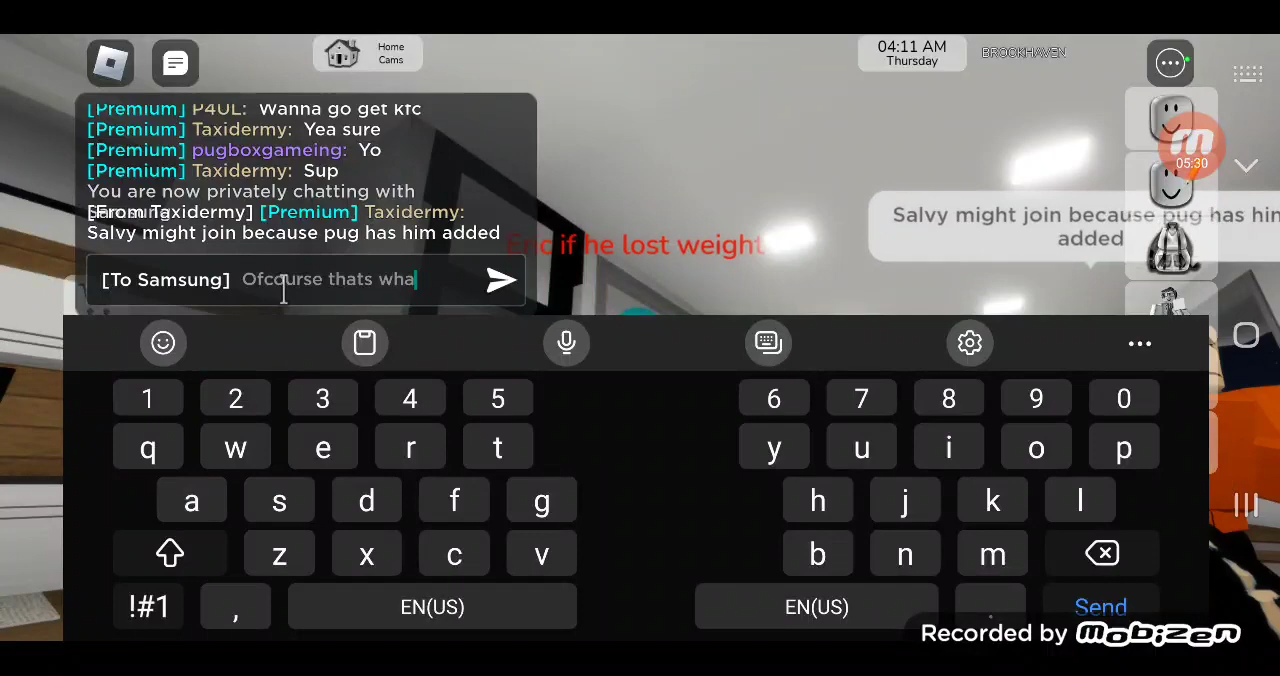 Home
Cams
04:11 AM
Thursday
BROOKHAVEN
[Premium] P4UL: Wanna go get kfc
[Premium] Taxidermy: Yea sure
[Premium] pugboxgameing: Yo
[Premium] Taxidermy: Sup
You are now privately chatting with
[From Taxidermy] [Premium] Taxidermy:
Salvy might join because pug has him added
05:30
Salvy might join because pug has him
added
Eric if he lost weight
[To Samsung] Ofcourse thats wha
1 2 3 4 5 6 7 8 9 0
q w e r t y u i o p
a s d f g h j k l
z x c v b n m
!#1 , EN(US) EN(US) . Send
Recorded by mobizen